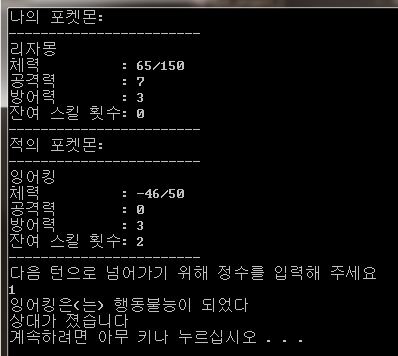 나의 포켓몬:
------------------------
리자몽
체력 : 65/150
공격력 : 7
방어력 : 3
잔여 스킬 횟수: 0
------------------------
적의 포켓몬:
------------------------
잉어킹
체력 : -46/50
공격력 : 0
방어력 : 3
잔여 스킬 횟수: 2
------------------------
다음 턴으로 넘어가기 위해 정수를 입력해 주세요
1
잉어킹은(는) 행동불능이 되었다
상대가 졌습니다
계속하려면 아무 키나 누르십시오 . . .